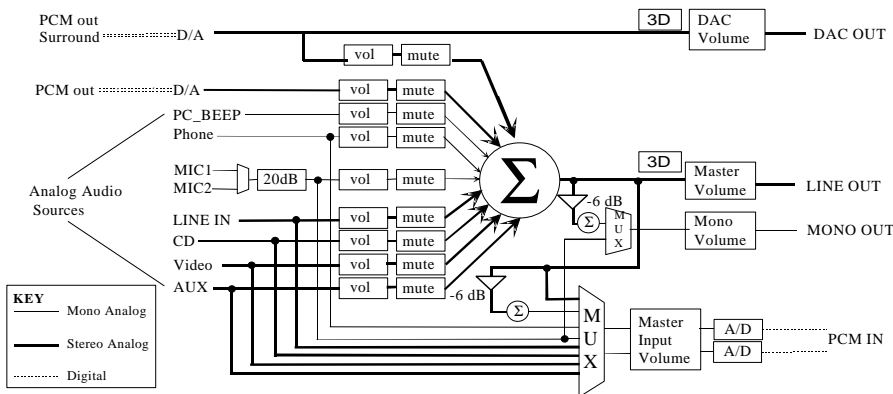 PCM out
Surround
D/A
3D
DAC
Volume
DAC OUT
vol
mute
PCM out
D/A
vol
mute
PC_BEEP
vol
mute
Phone
vol
mute
MIC1
MIC2
20dB
vol
mute
Σ
3D
Master
Volume
LINE OUT
Analog Audio
Sources
-6 dB
Σ
M
U
X
Mono
Volume
MONO OUT
LINE IN
vol
mute
CD
vol
mute
Video
vol
mute
AUX
vol
mute
-6 dB
Σ
M
U
X
Master
Input
Volume
A/D
A/D
PCM IN
KEY
Mono Analog
Stereo Analog
Digital